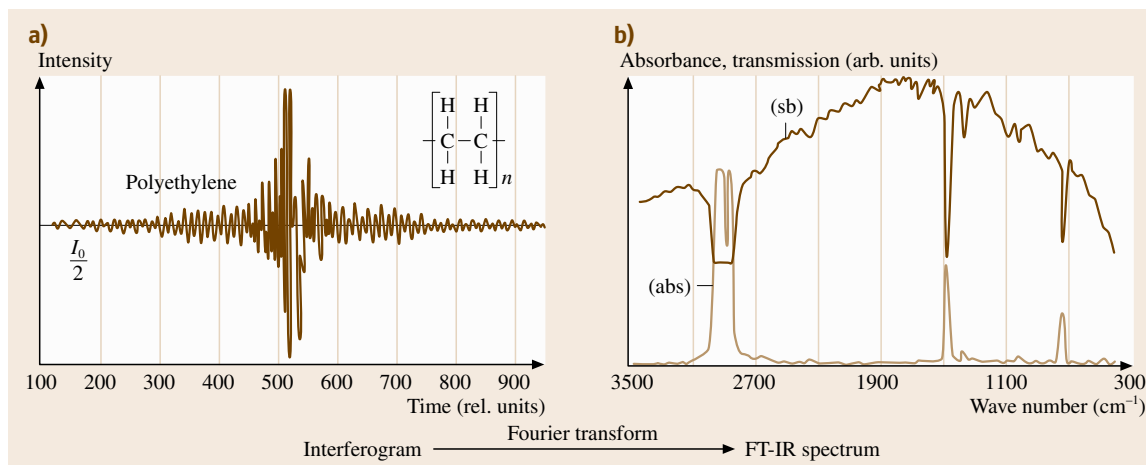 a)
Intensity
Polyethylene
I₀
2
H H
C C
H H n
100 200 300 400 500 600 700 800 900
Time (rel. units)
b)
Absorbance, transmission (arb. units)
(sb)
(abs)
3500 2700 1900 1100 300
Wave number (cm⁻¹)
Fourier transform
Interferogram FT-IR spectrum